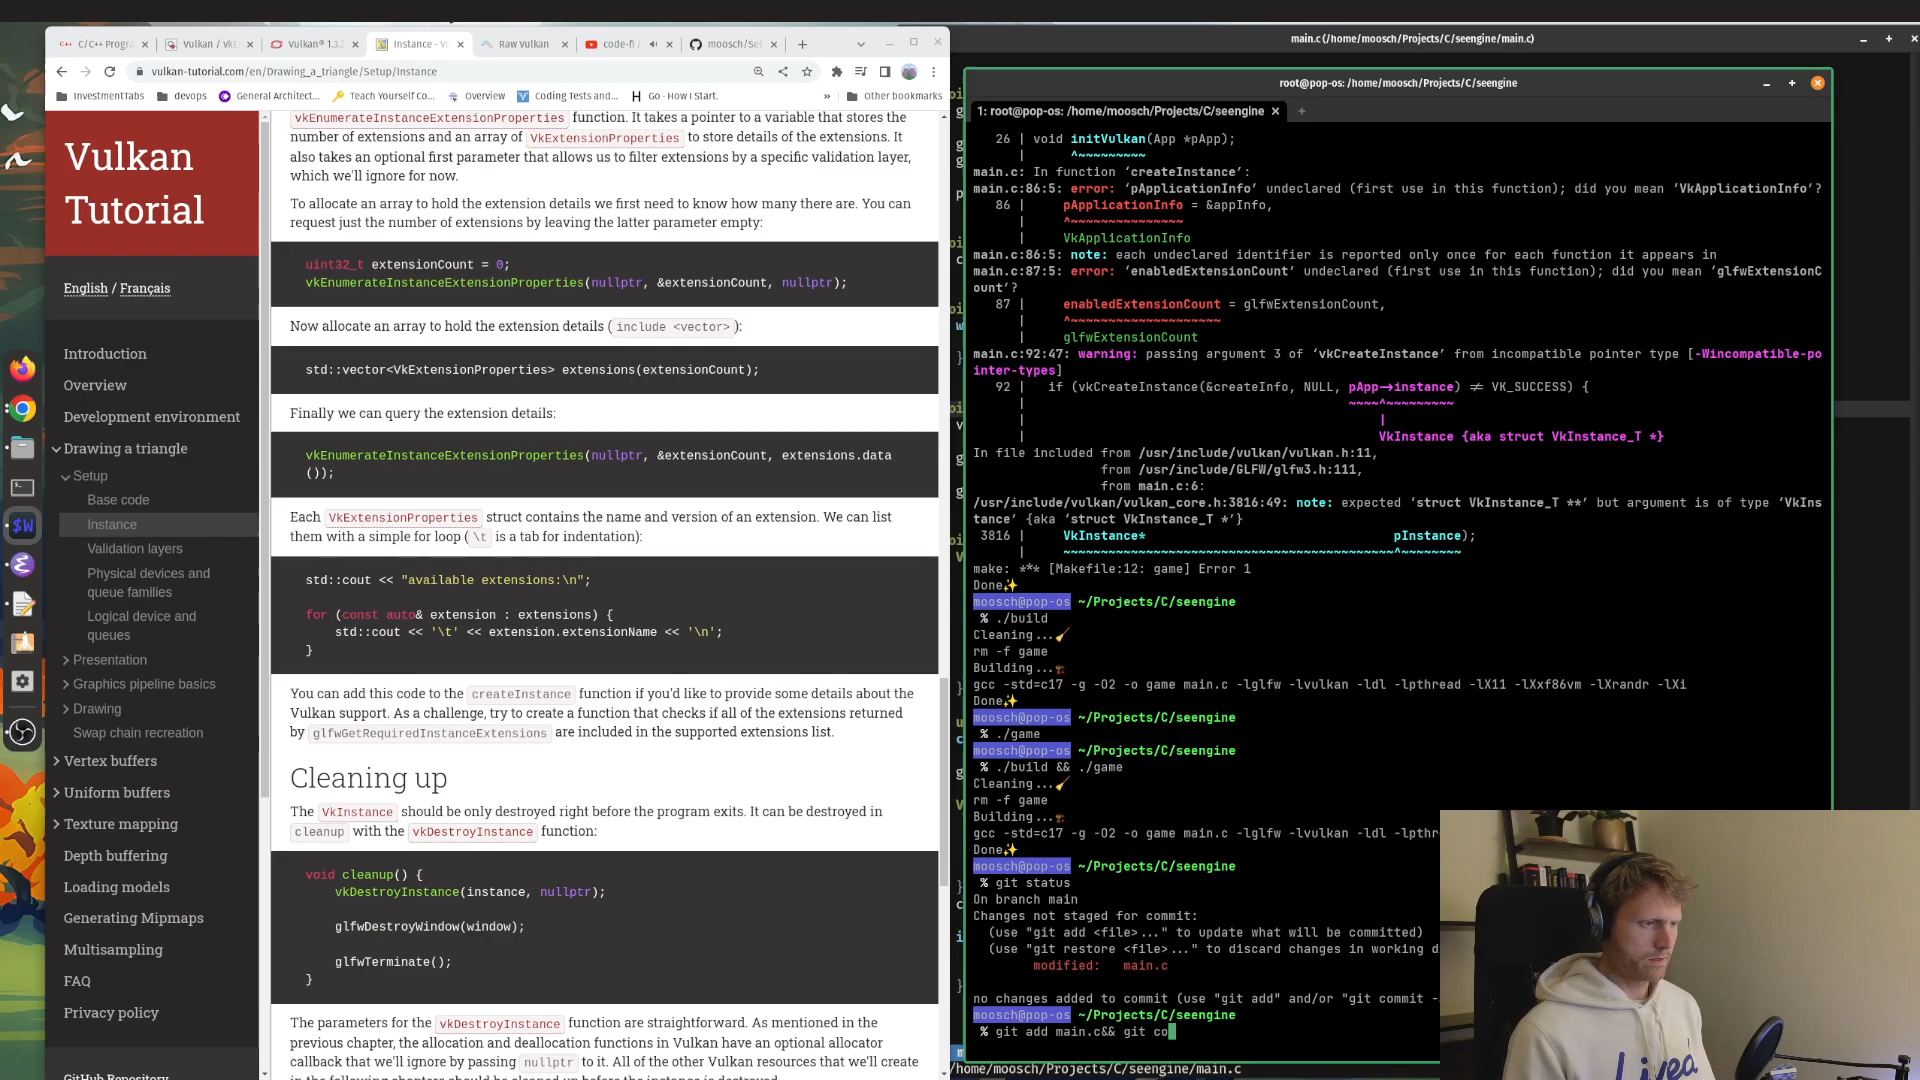 C/C++ Progra
Vulkan / vkE
Vulkan® 1.3.2
Instance - Vu
Raw Vulkan
code-fi /
moosch/See
vulkan-tutorial.com/en/Drawing_a_triangle/Setup/Instance
InvestmentTabs
devops
General Architect...
Teach Yourself Co...
Overview
Coding Tests and...
Go · How I Start.
»
Other bookmarks
Vulkan
Tutorial
English / Français
Introduction
Overview
Development environment
Drawing a triangle
Setup
Base code
Instance
Validation layers
Physical devices and
queue families
Logical device and
queues
Presentation
Graphics pipeline basics
Drawing
Swap chain recreation
Vertex buffers
Uniform buffers
Texture mapping
Depth buffering
Loading models
Generating Mipmaps
Multisampling
FAQ
Privacy policy
GitHub Repository
vkEnumerateInstanceExtensionProperties function. It takes a pointer to a variable that stores the
number of extensions and an array of VkExtensionProperties to store details of the extensions. It
also takes an optional first parameter that allows us to filter extensions by a specific validation layer,
which we'll ignore for now.
To allocate an array to hold the extension details we first need to know how many there are. You can
request just the number of extensions by leaving the latter parameter empty:
uint32_t extensionCount = 0;
vkEnumerateInstanceExtensionProperties(nullptr, &extensionCount, nullptr);
Now allocate an array to hold the extension details ( include <vector> ):
std::vector<VkExtensionProperties> extensions(extensionCount);
Finally we can query the extension details:
vkEnumerateInstanceExtensionProperties(nullptr, &extensionCount, extensions.data
());
Each VkExtensionProperties struct contains the name and version of an extension. We can list
them with a simple for loop ( \t is a tab for indentation):
std::cout << "available extensions:\n";
for (const auto& extension : extensions) {
std::cout << '\t' << extension.extensionName << '\n';
}
You can add this code to the createInstance function if you'd like to provide some details about the
Vulkan support. As a challenge, try to create a function that checks if all of the extensions returned
by glfwGetRequiredInstanceExtensions are included in the supported extensions list.
Cleaning up
The VkInstance should be only destroyed right before the program exits. It can be destroyed in
cleanup with the vkDestroyInstance function:
void cleanup() {
vkDestroyInstance(instance, nullptr);
glfwDestroyWindow(window);
glfwTerminate();
}
The parameters for the vkDestroyInstance function are straightforward. As mentioned in the
previous chapter, the allocation and deallocation functions in Vulkan have an optional allocator
callback that we'll ignore by passing nullptr to it. All of the other Vulkan resources that we'll create
in the following chapters should be cleaned up before the instance is destroyed.
main.c (/home/moosch/Projects/C/seengine/main.c)
root@pop-os: /home/moosch/Projects/C/seengine
1: root@pop-os: /home/moosch/Projects/C/seengine
26 | void initVulkan(App *pApp);
| ^~~~~~~~~~
main.c: In function ‘createInstance’:
main.c:86:5: error: ‘pApplicationInfo’ undeclared (first use in this function); did you mean ‘VkApplicationInfo’?
86 | pApplicationInfo = &appInfo,
| ^~~~~~~~~~~~~~~~
| VkApplicationInfo
main.c:86:5: note: each undeclared identifier is reported only once for each function it appears in
main.c:87:5: error: ‘enabledExtensionCount’ undeclared (first use in this function); did you mean ‘glfwExtensionC
ount’?
87 | enabledExtensionCount = glfwExtensionCount,
| ^~~~~~~~~~~~~~~~~~~~~
| glfwExtensionCount
main.c:92:47: warning: passing argument 3 of ‘vkCreateInstance’ from incompatible pointer type [-Wincompatible-po
inter-types]
92 | if (vkCreateInstance(&createInfo, NULL, pApp->instance) != VK_SUCCESS) {
| ~~~~^~~~~~~~~~
| |
| VkInstance {aka struct VkInstance_T *}
In file included from /usr/include/vulkan/vulkan.h:11,
from /usr/include/GLFW/glfw3.h:111,
from main.c:6:
/usr/include/vulkan/vulkan_core.h:3816:49: note: expected ‘struct VkInstance_T **’ but argument is of type ‘VkIns
tance’ {aka ‘struct VkInstance_T *’}
3816 | VkInstance* pInstance);
| ~~~~~~~~~~~~~~~~~~~~~~~~~~~~~~~~~~~~~~~~~~~^~~~~~~~~
make: *** [Makefile:12: game] Error 1
Done✨
moosch@pop-os ~/Projects/C/seengine
% ./build
Cleaning...🧹
rm -f game
Building...🏗
gcc -std=c17 -g -O2 -o game main.c -lglfw -lvulkan -ldl -lpthread -lX11 -lXxf86vm -lXrandr -lXi
Done✨
moosch@pop-os ~/Projects/C/seengine
% ./game
moosch@pop-os ~/Projects/C/seengine
% ./build && ./game
Cleaning...🧹
rm -f game
Building...🏗
gcc -std=c17 -g -O2 -o game main.c -lglfw -lvulkan -ldl -lpthr
Done✨
moosch@pop-os ~/Projects/C/seengine
% git status
On branch main
Changes not staged for commit:
(use "git add <file>..." to update what will be committed)
(use "git restore <file>..." to discard changes in working d
modified: main.c
no changes added to commit (use "git add" and/or "git commit -
moosch@pop-os ~/Projects/C/seengine
% git add main.c&& git co
/home/moosch/Projects/C/seengine/main.c
Lived